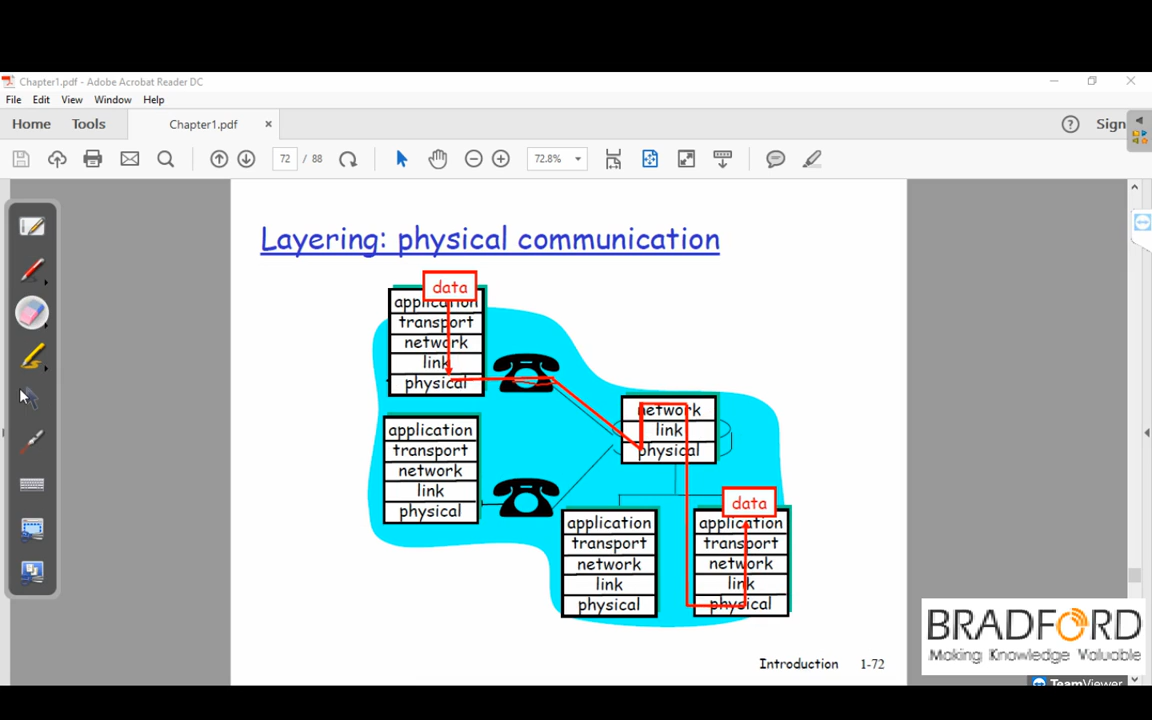 Chapter1.pdf - Adobe Acrobat Reader DC
File Edit View Window Help
Home Tools Chapter1.pdf × ? Sign
72 / 88 72.8%
Layering: physical communication
data
application
transport
network
link
physical
application
transport
network
link
physical
network
link
physical
application
transport
network
link
physical
data
application
transport
network
link
physical
Introduction 1-72
BRADFORD
Making Knowledge Valuable
TeamViewer